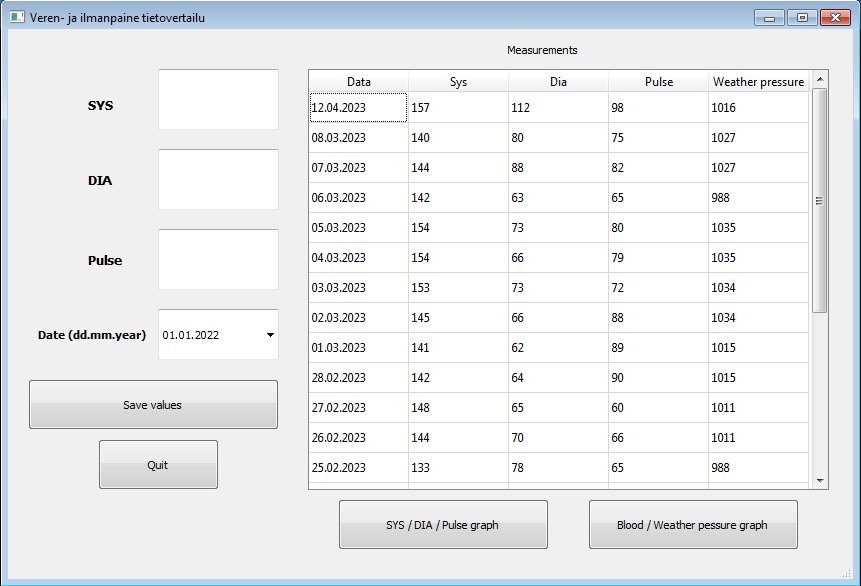 Veren- ja ilmanpaine tietovertailu
Measurements
SYS
DIA
Pulse
Date (dd.mm.year) 01.01.2022
Save values
Quit
Data Sys Dia Pulse Weather pressure
12.04.2023 157 112 98 1016
08.03.2023 140 80 75 1027
07.03.2023 144 88 82 1027
06.03.2023 142 63 65 988
05.03.2023 154 73 80 1035
04.03.2023 154 66 79 1035
03.03.2023 153 73 72 1034
02.03.2023 145 66 88 1034
01.03.2023 141 62 89 1015
28.02.2023 142 64 90 1015
27.02.2023 148 65 60 1011
26.02.2023 144 70 66 1011
25.02.2023 133 78 65 988
SYS / DIA / Pulse graph
Blood / Weather pessure graph